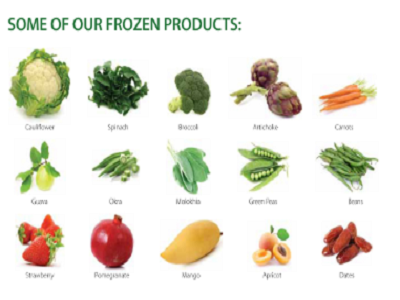 SOME OF OUR FROZEN PRODUCTS:
Cauliflower Spinach Broccoli Artichoke Carrots
Guava Okra Molokhia Green Peas Beans
Strawberry Pomegranate Mango Apricot Dates